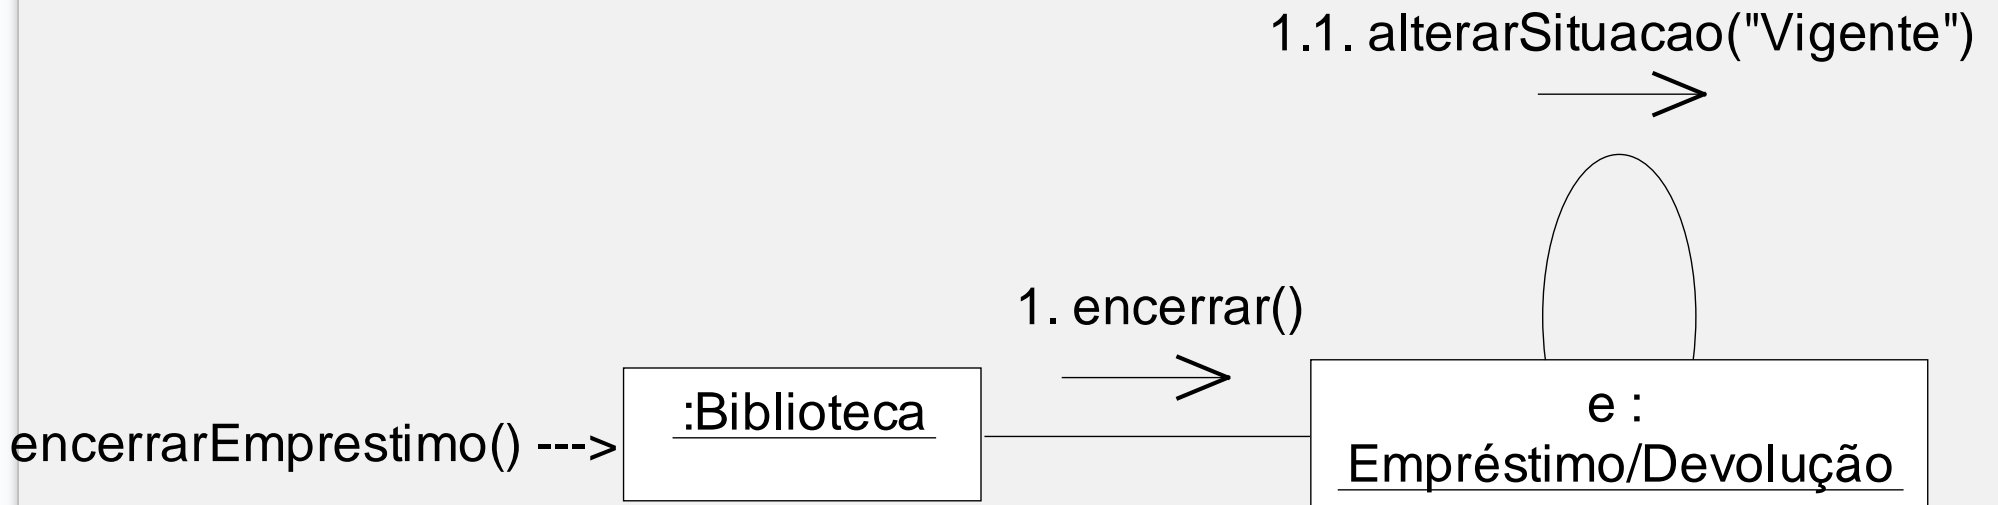 1.1. alterarSituacao("Vigente")
1. encerrar()
encerrarEmprestimo() --->
:Biblioteca
e :
Empréstimo/Devolução